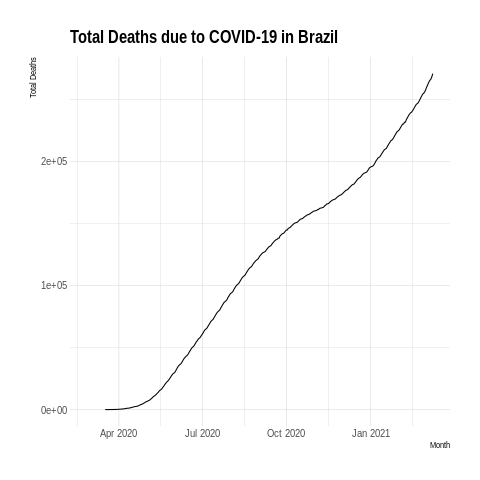 Total Deaths due to COVID-19 in Brazil
Total Deaths
2e+05
1e+05
0e+00
Apr 2020 Jul 2020 Oct 2020 Jan 2021
Month